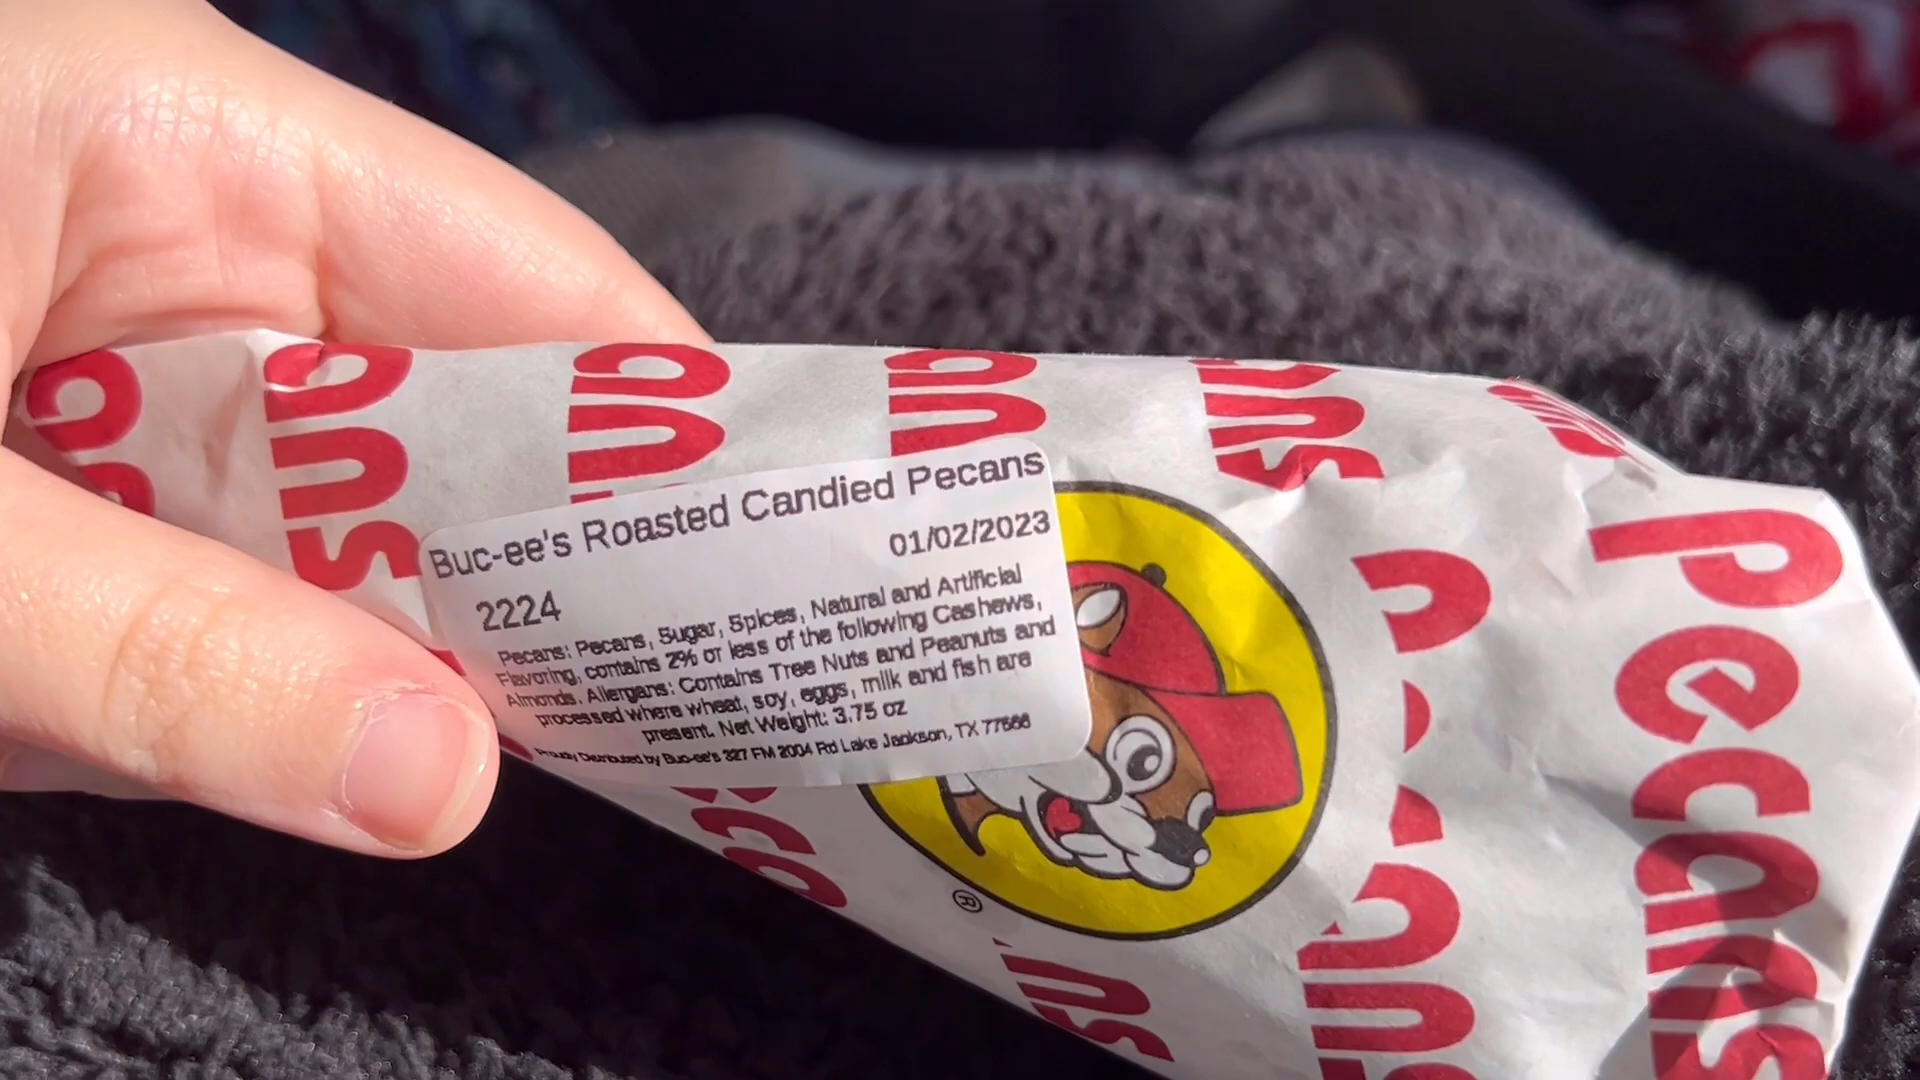 Buc-ee's Roasted Candied Pecans
01/02/2023
2224
Pecans: Pecans, Sugar, Spices, Natural and Artificial
Flavoring, contains 2% or less of the following Cashews,
Almonds. Allergans: Contains Tree Nuts and Peanuts and
processed where wheat, soy, eggs, milk and fish are
present. Net Weight: 3.75 oz
Proudly Distributed by Buc-ee's 327 FM 2004 Rd Lake Jackson, TX 77566
®
pecans